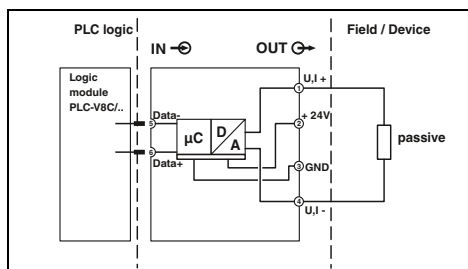 PLC logic
IN
OUT
Field / Device
Logic
module
PLC-V8C/..
5
Data-
6
Data+
µC
D
A
1
U,I +
2
+ 24V
3
GND
4
U,I -
passive